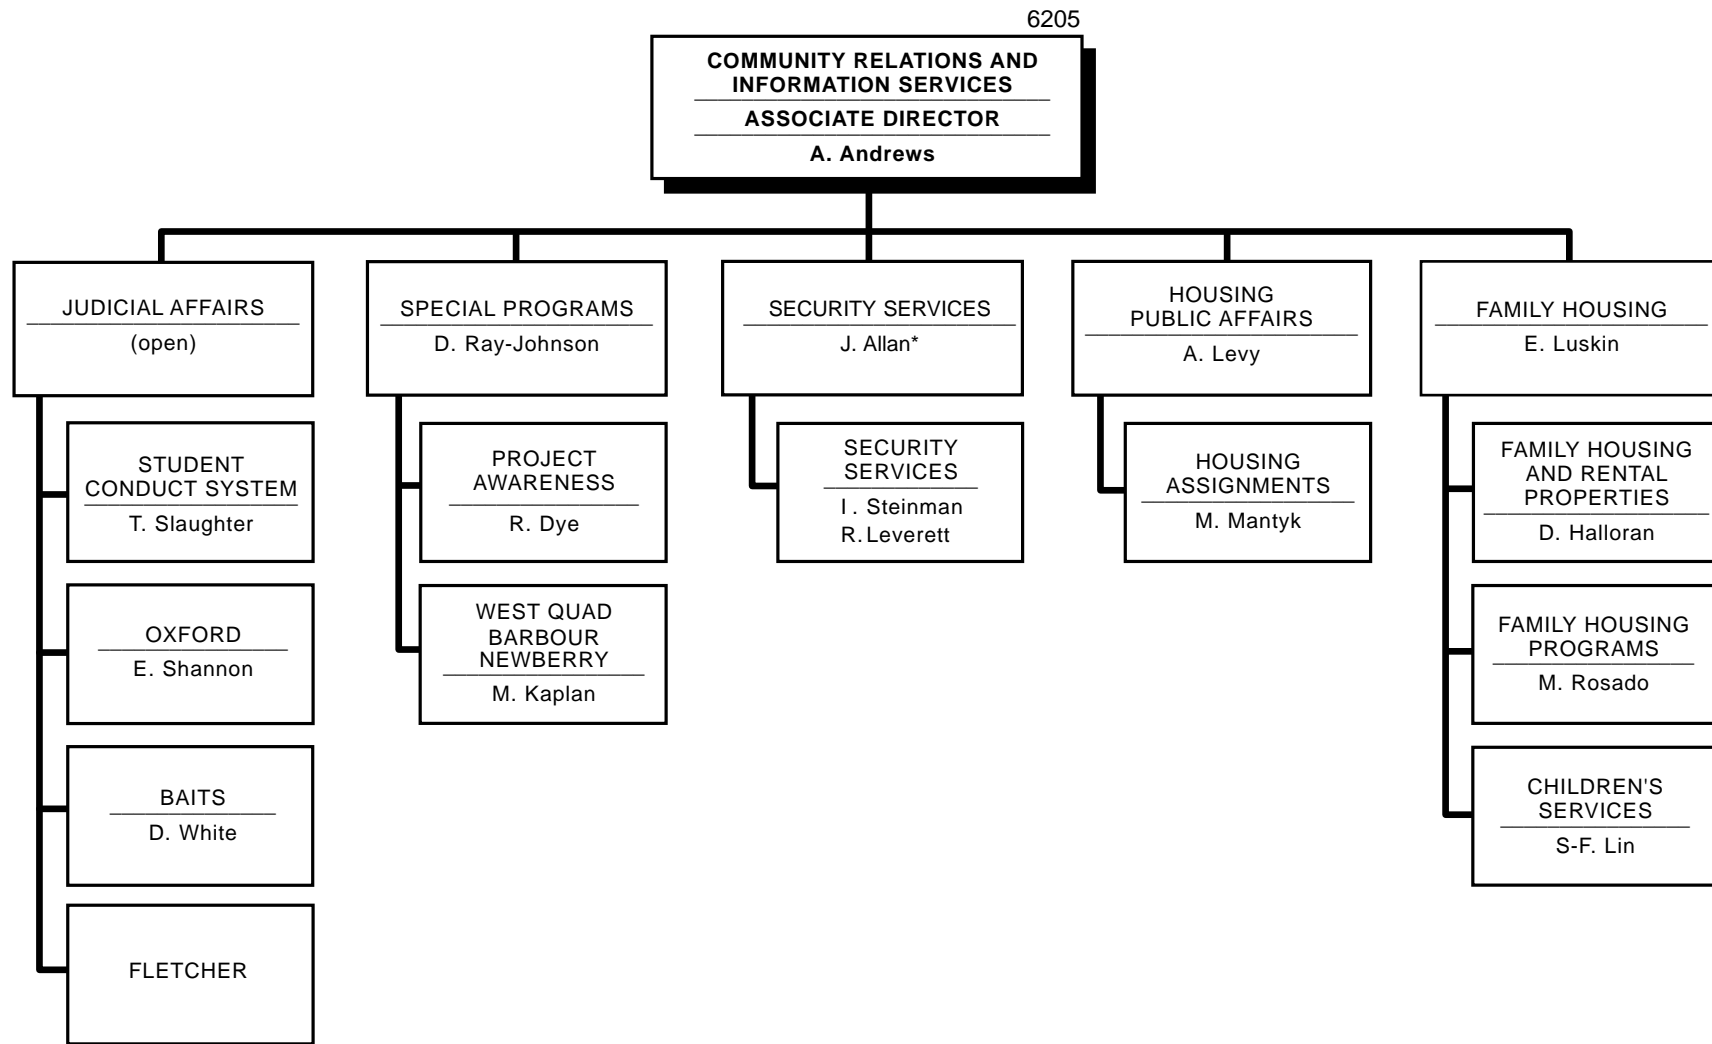 6205
COMMUNITY RELATIONS AND
INFORMATION SERVICES
ASSOCIATE DIRECTOR
A. Andrews
JUDICIAL AFFAIRS
(open)
STUDENT
CONDUCT SYSTEM
T. Slaughter
OXFORD
E. Shannon
BAITS
D. White
FLETCHER
SPECIAL PROGRAMS
D. Ray-Johnson
PROJECT
AWARENESS
R. Dye
WEST QUAD
BARBOUR
NEWBERRY
M. Kaplan
SECURITY SERVICES
J. Allan*
SECURITY
SERVICES
I. Steinman
R. Leverett
HOUSING
PUBLIC AFFAIRS
A. Levy
HOUSING
ASSIGNMENTS
M. Mantyk
FAMILY HOUSING
E. Luskin
FAMILY HOUSING
AND RENTAL
PROPERTIES
D. Halloran
FAMILY HOUSING
PROGRAMS
M. Rosado
CHILDREN'S
SERVICES
S-F. Lin